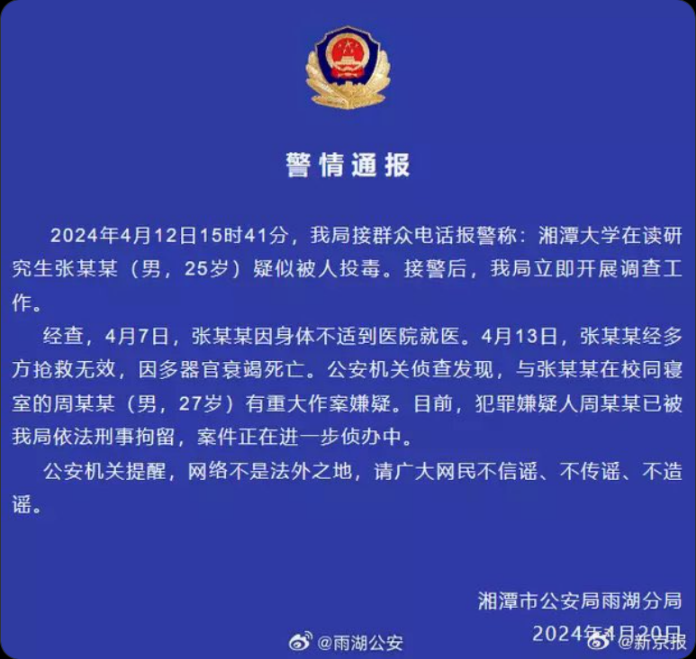 警情通报
2024年4月12日15时41分，我局接群众电话报警称：湘潭大学在读研
究生张某某（男，25岁）疑似被人投毒。接警后，我局立即开展调查工
作。
经查，4月7日，张某某因身体不适到医院就医。4月13日，张某某经多
方抢救无效，因多器官衰竭死亡。公安机关侦查发现，与张某某在校同寝
室的周某某（男，27岁）有重大作案嫌疑。目前，犯罪嫌疑人周某某已被
我局依法刑事拘留，案件正在进一步侦办中。
公安机关提醒，网络不是法外之地，请广大网民不信谣、不传谣、不造
谣。
湘潭市公安局雨湖分局
2024年4月20日
@雨湖公安
@新京报